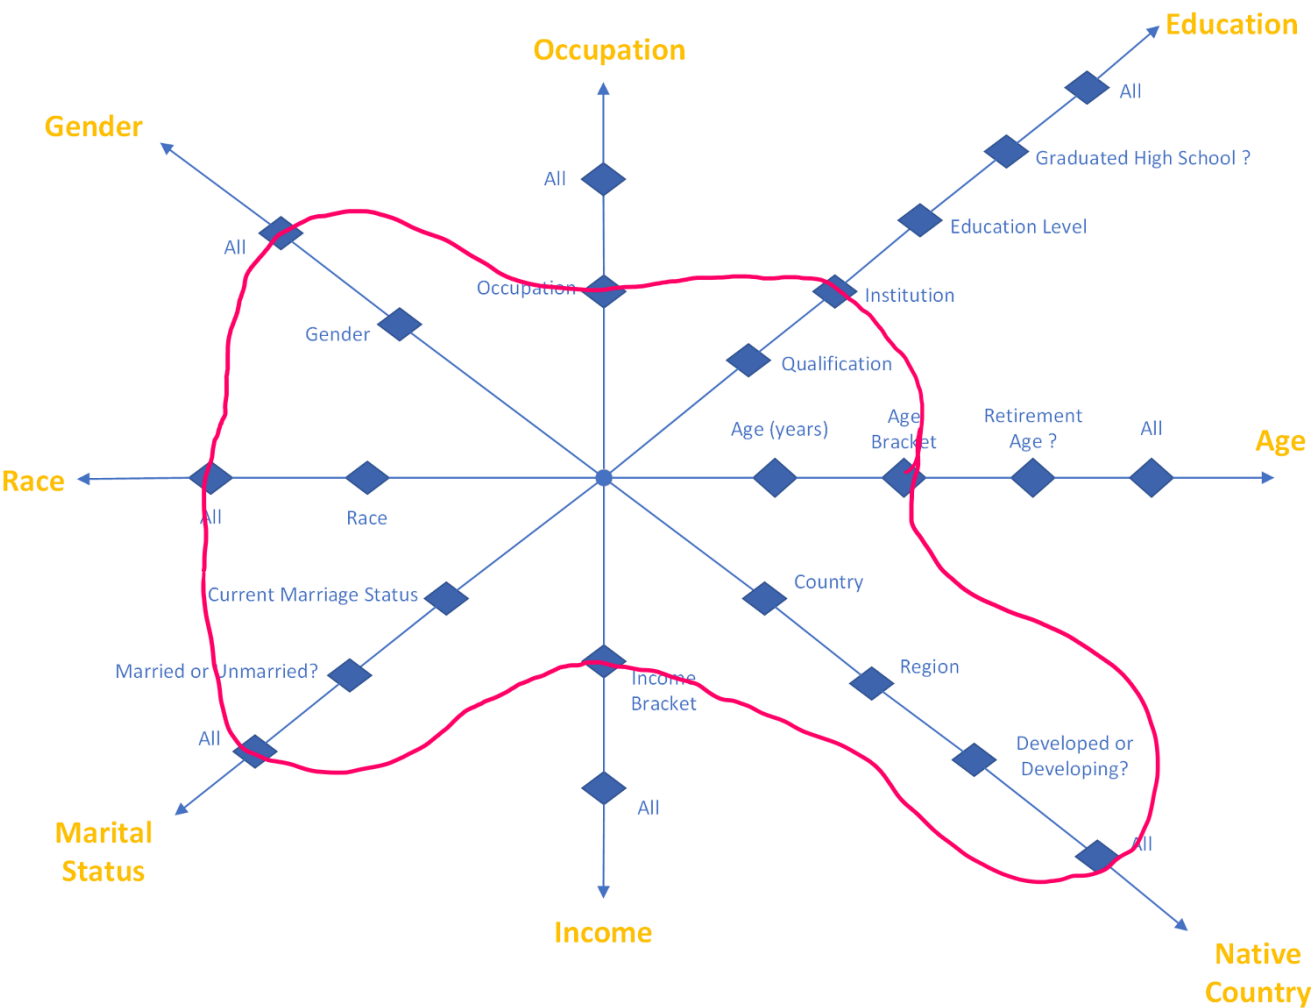 Education
Occupation
All
Gender
Graduated High School ?
All
Education Level
All
Occupation
Institution
Gender
Qualification
Age (years)
Age
Bracket
Retirement
Age ?
All
Age
Race
All
Race
Country
Current Marriage Status
Region
Married or Unmarried?
Income
Bracket
All
Developed or
Developing?
All
All
Marital
Status
Income
Native
Country